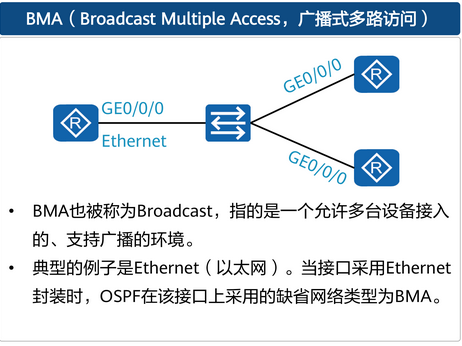 BMA（Broadcast Multiple Access，广播式多路访问）
GE0/0/0
R
GE0/0/0
R
Ethernet
GE0/0/0
R
• BMA也被称为Broadcast，指的是一个允许多台设备接入
的、支持广播的环境。
• 典型的例子是Ethernet（以太网）。当接口采用Ethernet
封装时，OSPF在该接口上采用的缺省网络类型为BMA。